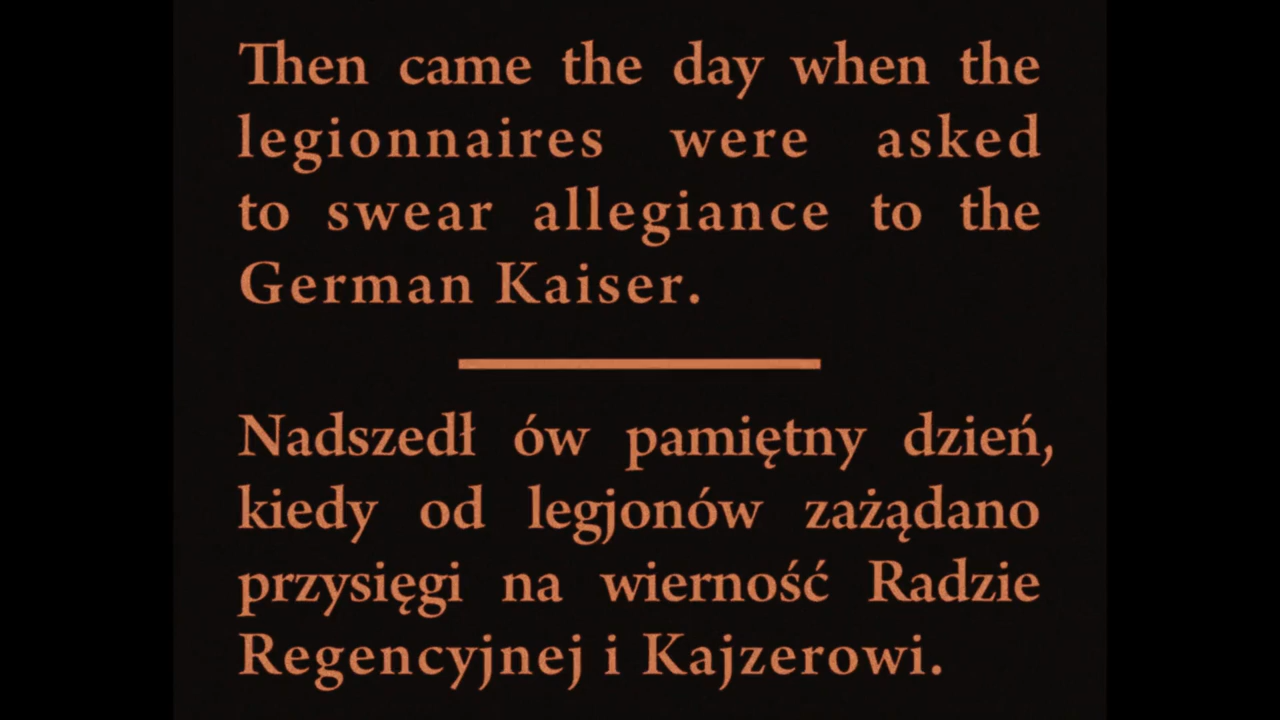 Then came the day when the
legionnaires were asked
to swear allegiance to the
German Kaiser.
Nadszedł ów pamiętny dzień,
kiedy od legjonów zażądano
przysięgi na wierność Radzie
Regencyjnej i Kajzerowi.